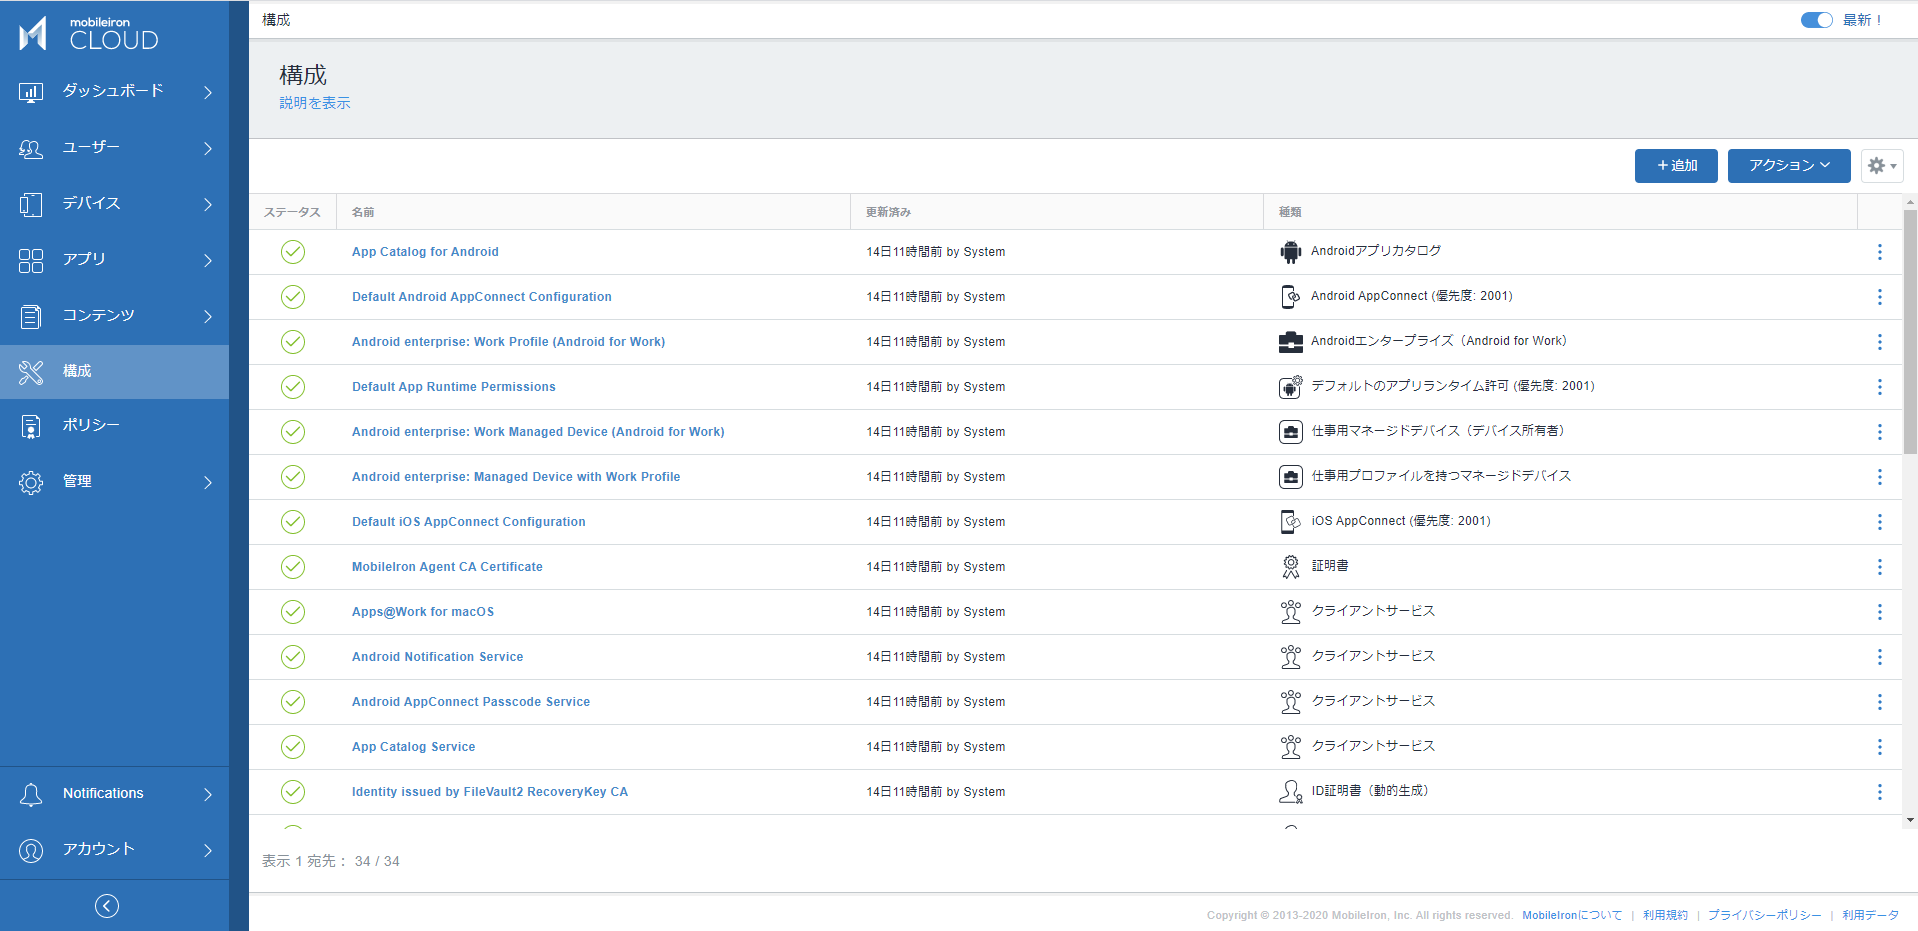 mobileiron
CLOUD
ダッシュボード
ユーザー
デバイス
アプリ
コンテンツ
構成
ポリシー
管理
Notifications
アカウント
構成
最新！
構成
説明を表示
+追加 アクション
ステータス 名前 更新済み 種類
App Catalog for Android 14日11時間前 by System Androidアプリカタログ
Default Android AppConnect Configuration 14日11時間前 by System Android AppConnect (優先度: 2001)
Android enterprise: Work Profile (Android for Work) 14日11時間前 by System Androidエンタープライズ（Android for Work）
Default App Runtime Permissions 14日11時間前 by System デフォルトのアプリランタイム許可 (優先度: 2001)
Android enterprise: Work Managed Device (Android for Work) 14日11時間前 by System 仕事用マネージドデバイス（デバイス所有者）
Android enterprise: Managed Device with Work Profile 14日11時間前 by System 仕事用プロファイルを持つマネージドデバイス
Default iOS AppConnect Configuration 14日11時間前 by System iOS AppConnect (優先度: 2001)
MobileIron Agent CA Certificate 14日11時間前 by System 証明書
Apps@Work for macOS 14日11時間前 by System クライアントサービス
Android Notification Service 14日11時間前 by System クライアントサービス
Android AppConnect Passcode Service 14日11時間前 by System クライアントサービス
App Catalog Service 14日11時間前 by System クライアントサービス
Identity issued by FileVault2 RecoveryKey CA 14日11時間前 by System ID証明書（動的生成）
表示 1 宛先： 34 / 34
Copyright © 2013-2020 MobileIron, Inc. All rights reserved. MobileIronについて | 利用規約 | プライバシーポリシー | 利用データ